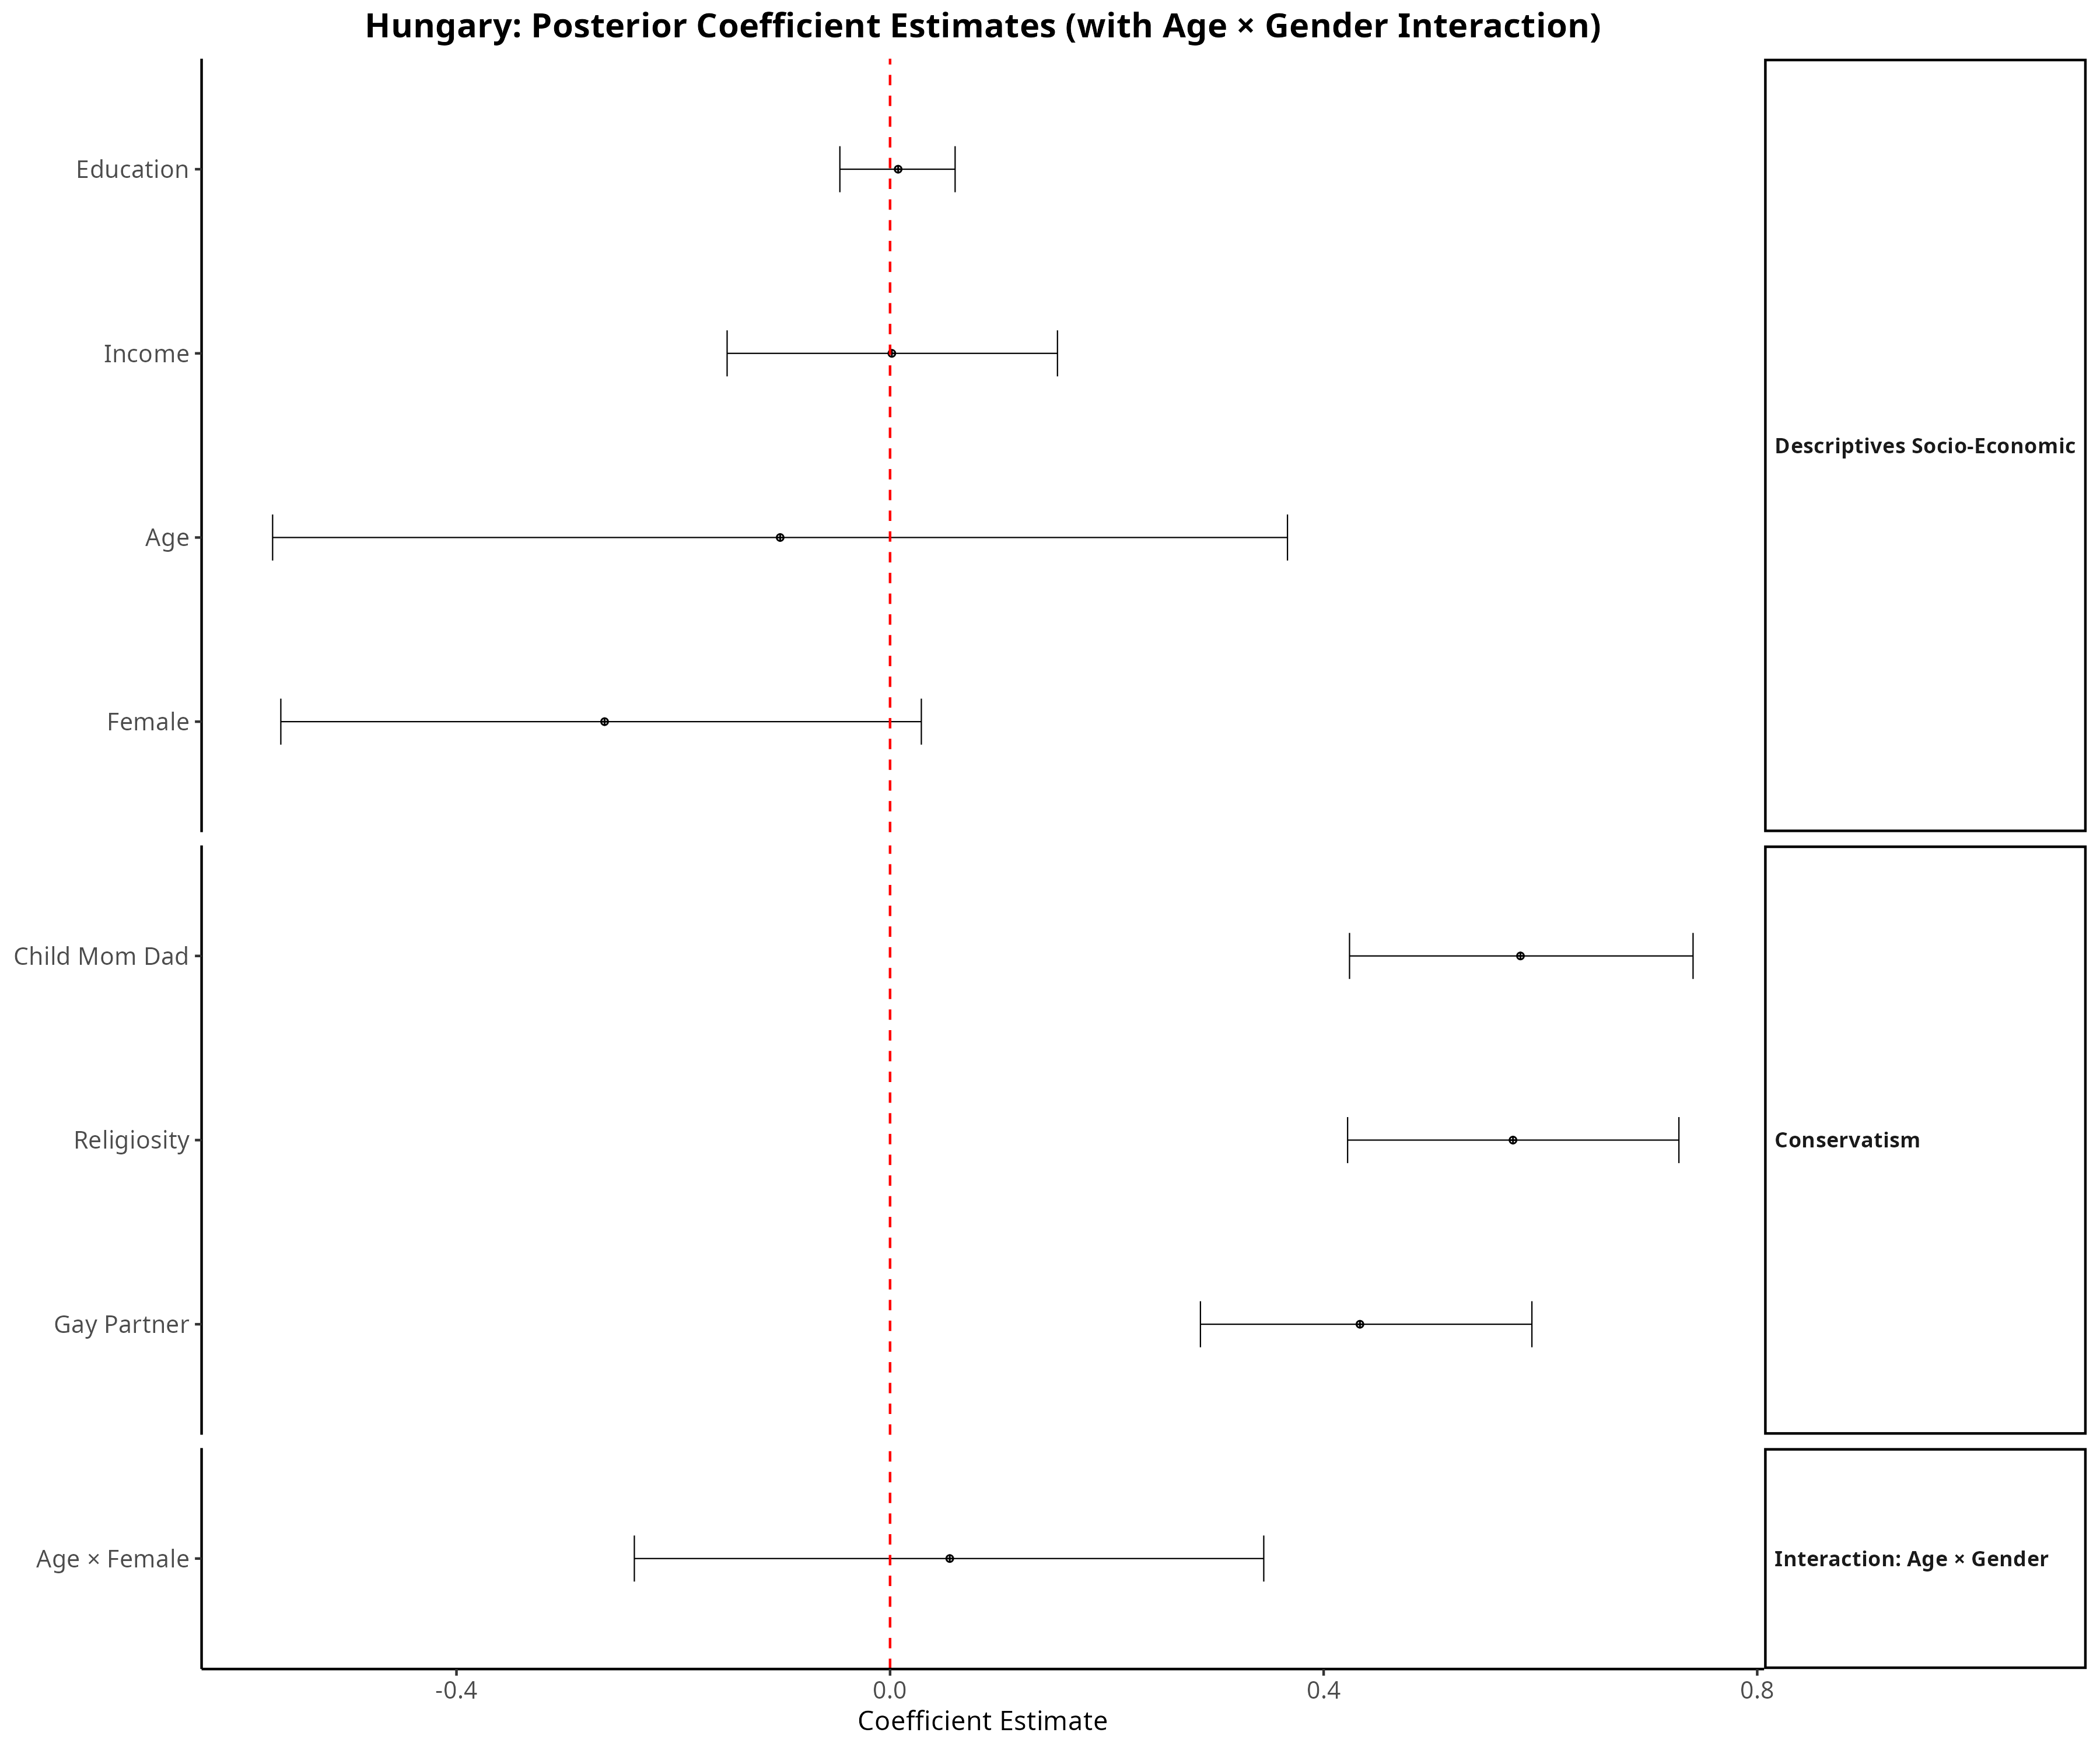 Hungary: Posterior Coefficient Estimates (with Age × Gender Interaction)
Education
Income
Age
Female
Descriptives Socio-Economic
Child Mom Dad
Religiosity
Gay Partner
Conservatism
Age × Female
Interaction: Age × Gender
-0.4 0.0 0.4 0.8
Coefficient Estimate